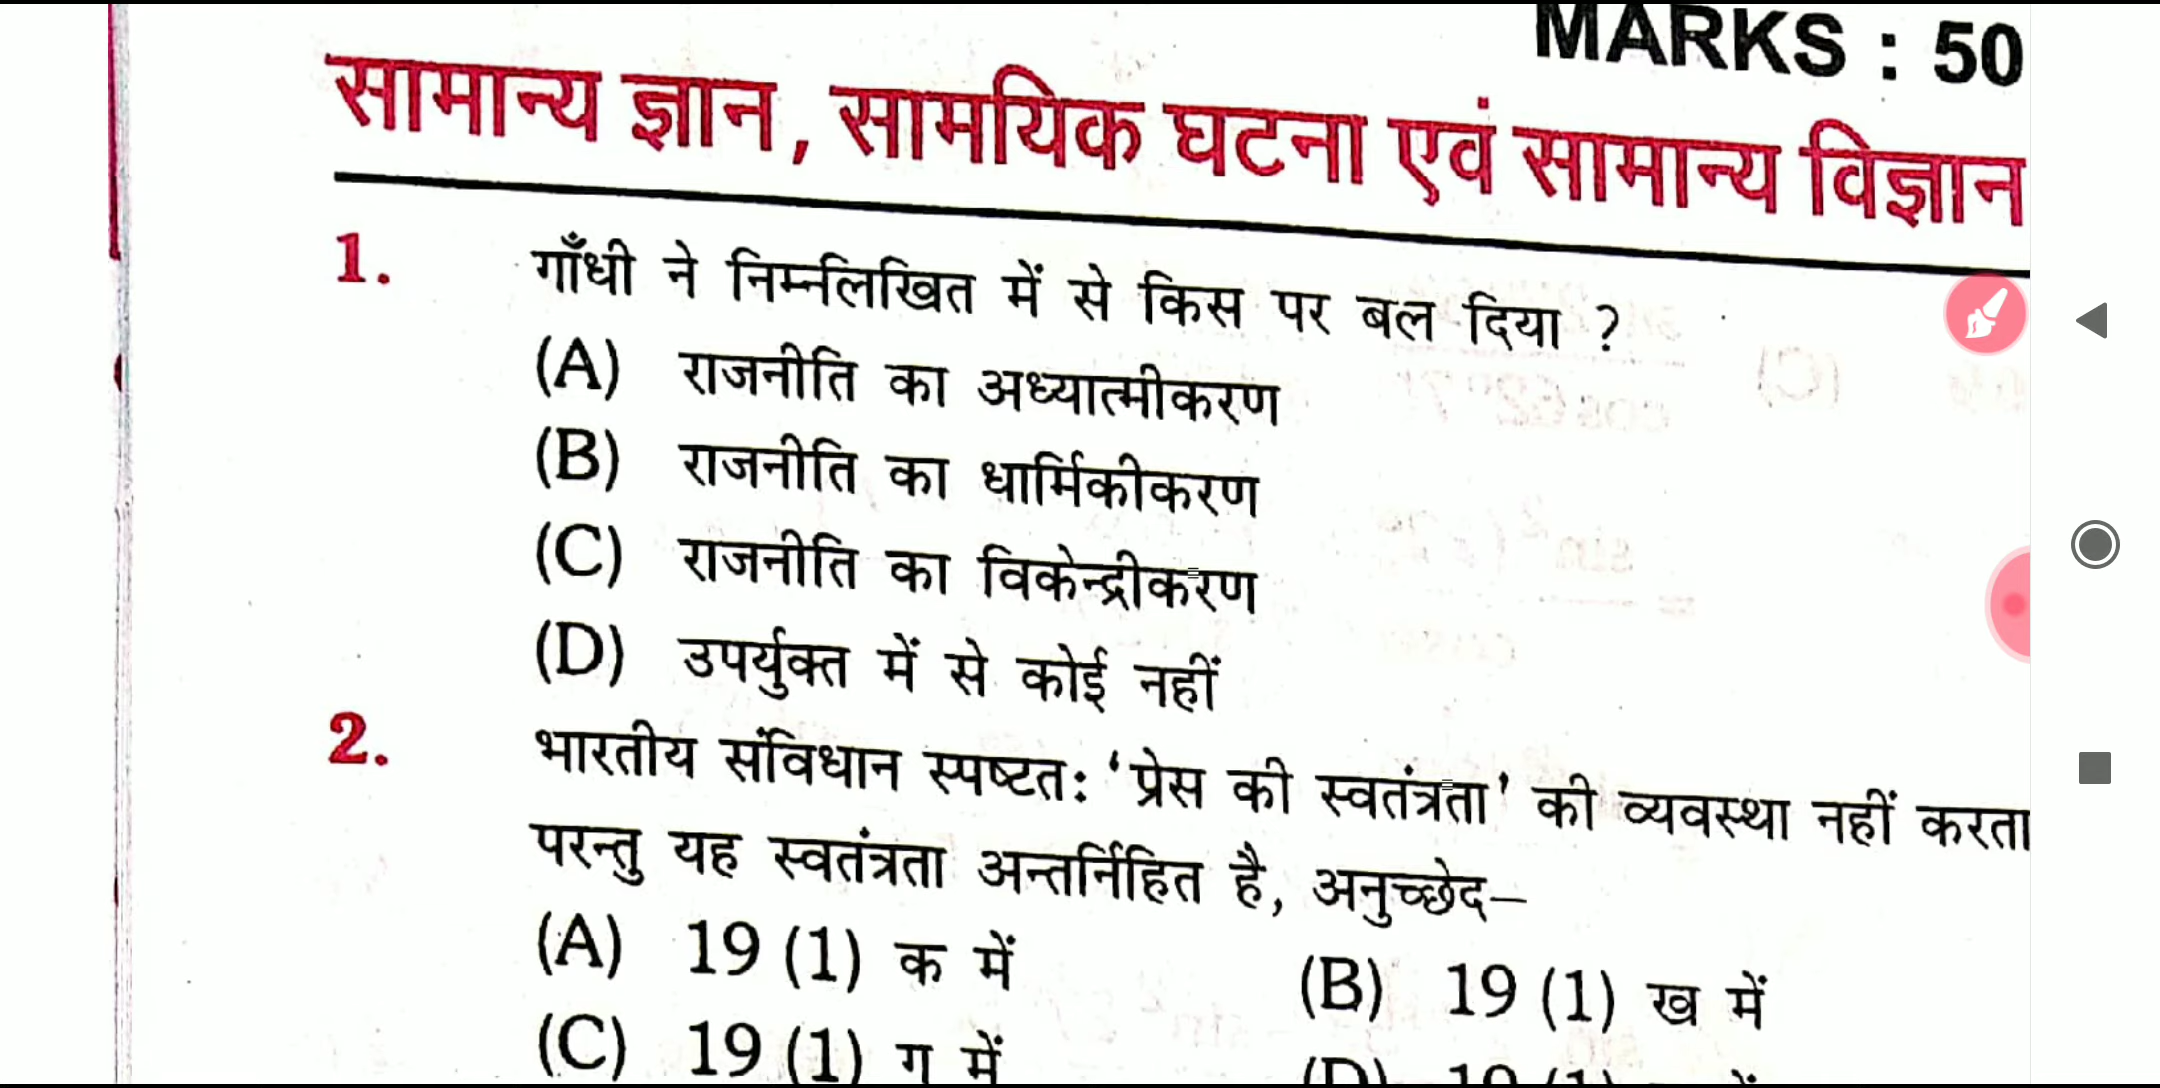 MARKS : 50
सामान्य ज्ञान, सामयिक घटना एवं सामान्य विज्ञान
1. गाँधी ने निम्नलिखित में से किस पर बल दिया ?
(A) राजनीति का अध्यात्मीकरण
(B) राजनीति का धार्मिकीकरण
(C) राजनीति का विकेन्द्रीकरण
(D) उपर्युक्त में से कोई नहीं
2. भारतीय संविधान स्पष्टतः ‘प्रेस की स्वतंत्रता’ की व्यवस्था नहीं करता
परन्तु यह स्वतंत्रता अन्तर्निहित है, अनुच्छेद–
(A) 19 (1) क में (B) 19 (1) ख में
(C) 19 (1) ग में